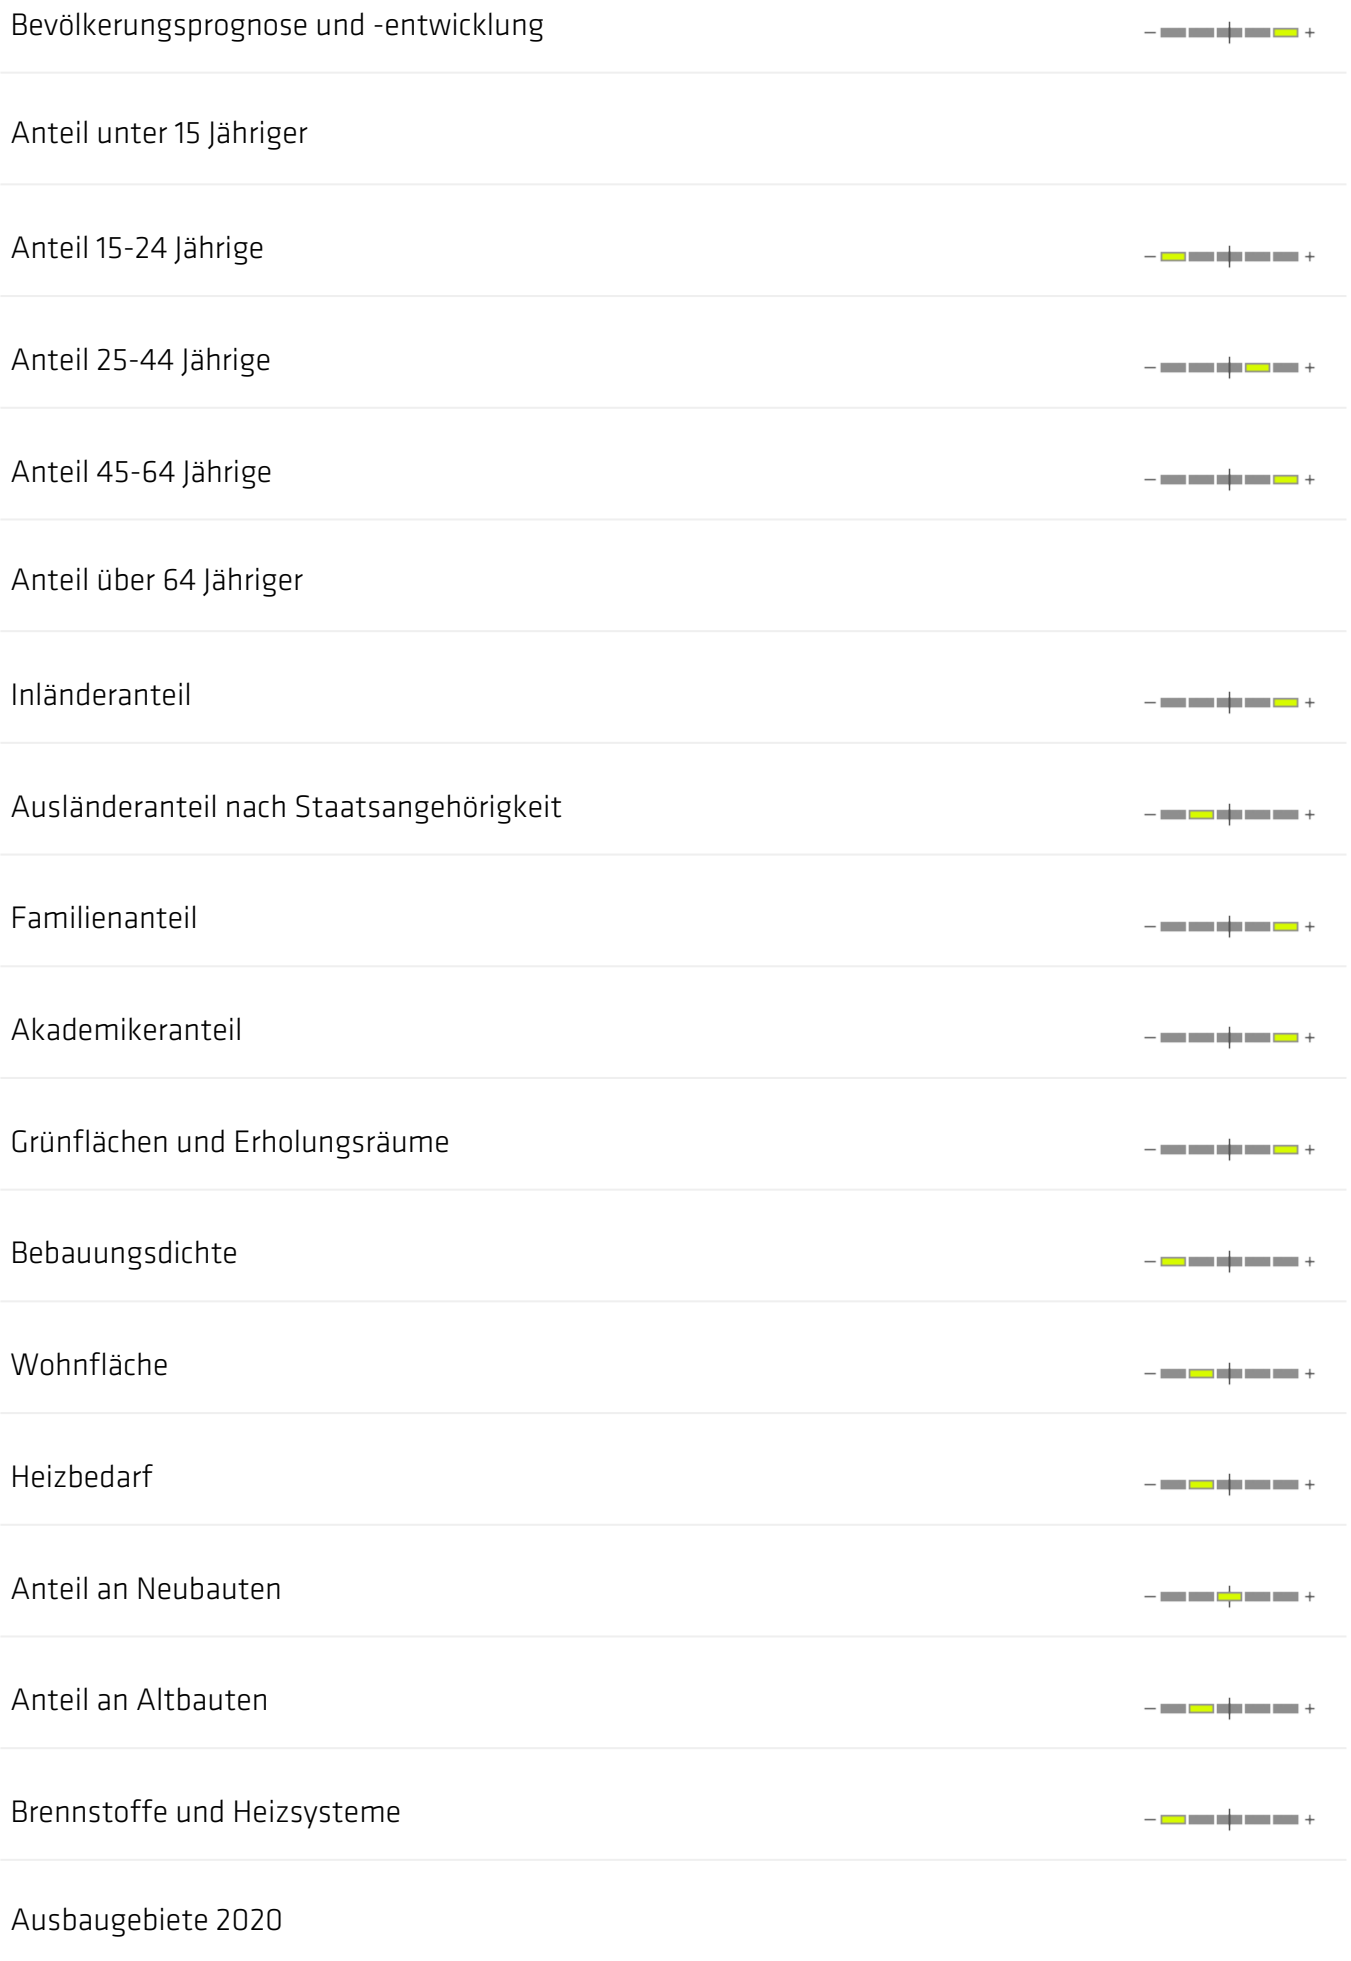 Bevölkerungsprognose und -entwicklung
− +
Anteil unter 15 Jähriger
Anteil 15-24 Jährige
− +
Anteil 25-44 Jährige
− +
Anteil 45-64 Jährige
− +
Anteil über 64 Jähriger
Inländeranteil
− +
Ausländeranteil nach Staatsangehörigkeit
− +
Familienanteil
− +
Akademikeranteil
− +
Grünflächen und Erholungsräume
− +
Bebauungsdichte
− +
Wohnfläche
− +
Heizbedarf
− +
Anteil an Neubauten
− +
Anteil an Altbauten
− +
Brennstoffe und Heizsysteme
− +
Ausbaugebiete 2020